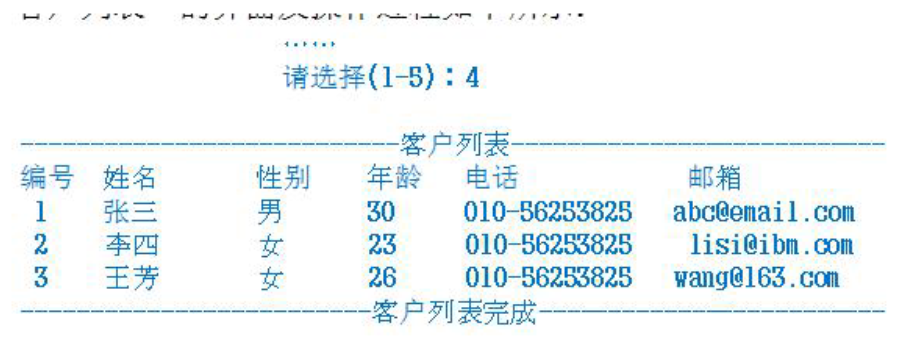 ……
请选择(1-5)：4
------------------------------客户列表------------------------------
编号 姓名 性别 年龄 电话 邮箱
1 张三 男 30 010-56253825 abc@email.com
2 李四 女 23 010-56253825 lisi@ibm.com
3 王芳 女 26 010-56253825 wang@163.com
----------------------------客户列表完成----------------------------